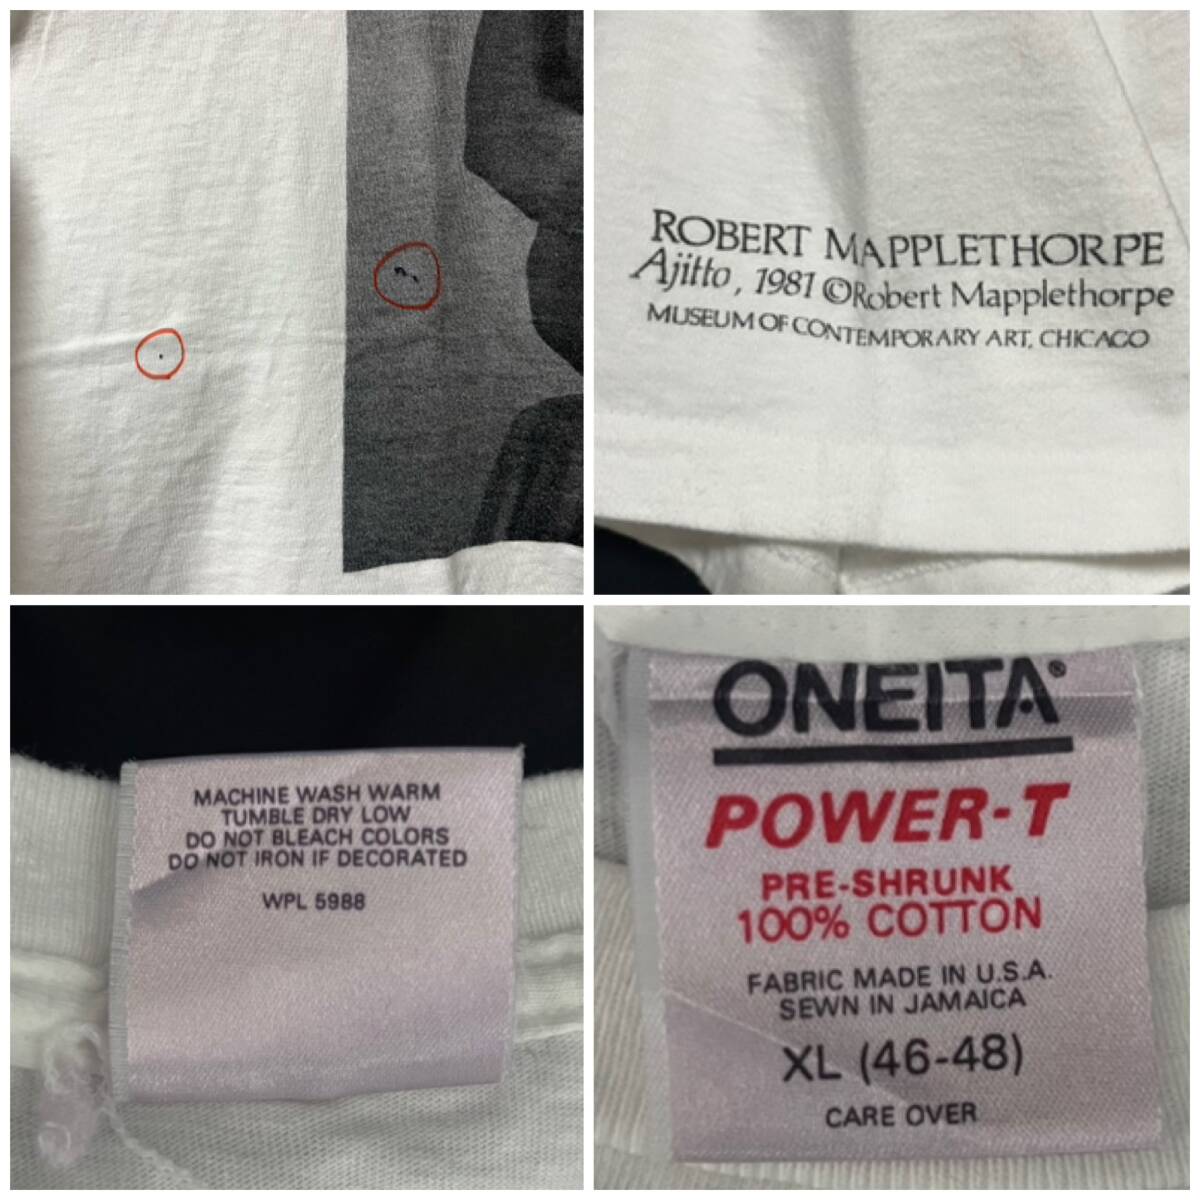 ROBERT MAPPLETHORPE
Ajitto, 1981 ©Robert Mapplethorpe
MUSEUM OF CONTEMPORARY ART, CHICAGO
MACHINE WASH WARM
TUMBLE DRY LOW
DO NOT BLEACH COLORS
DO NOT IRON IF DECORATED
WPL 5988
ONEITA®
POWER-T
PRE-SHRUNK
100% COTTON
FABRIC MADE IN U.S.A.
SEWN IN JAMAICA
XL (46-48)
CARE OVER